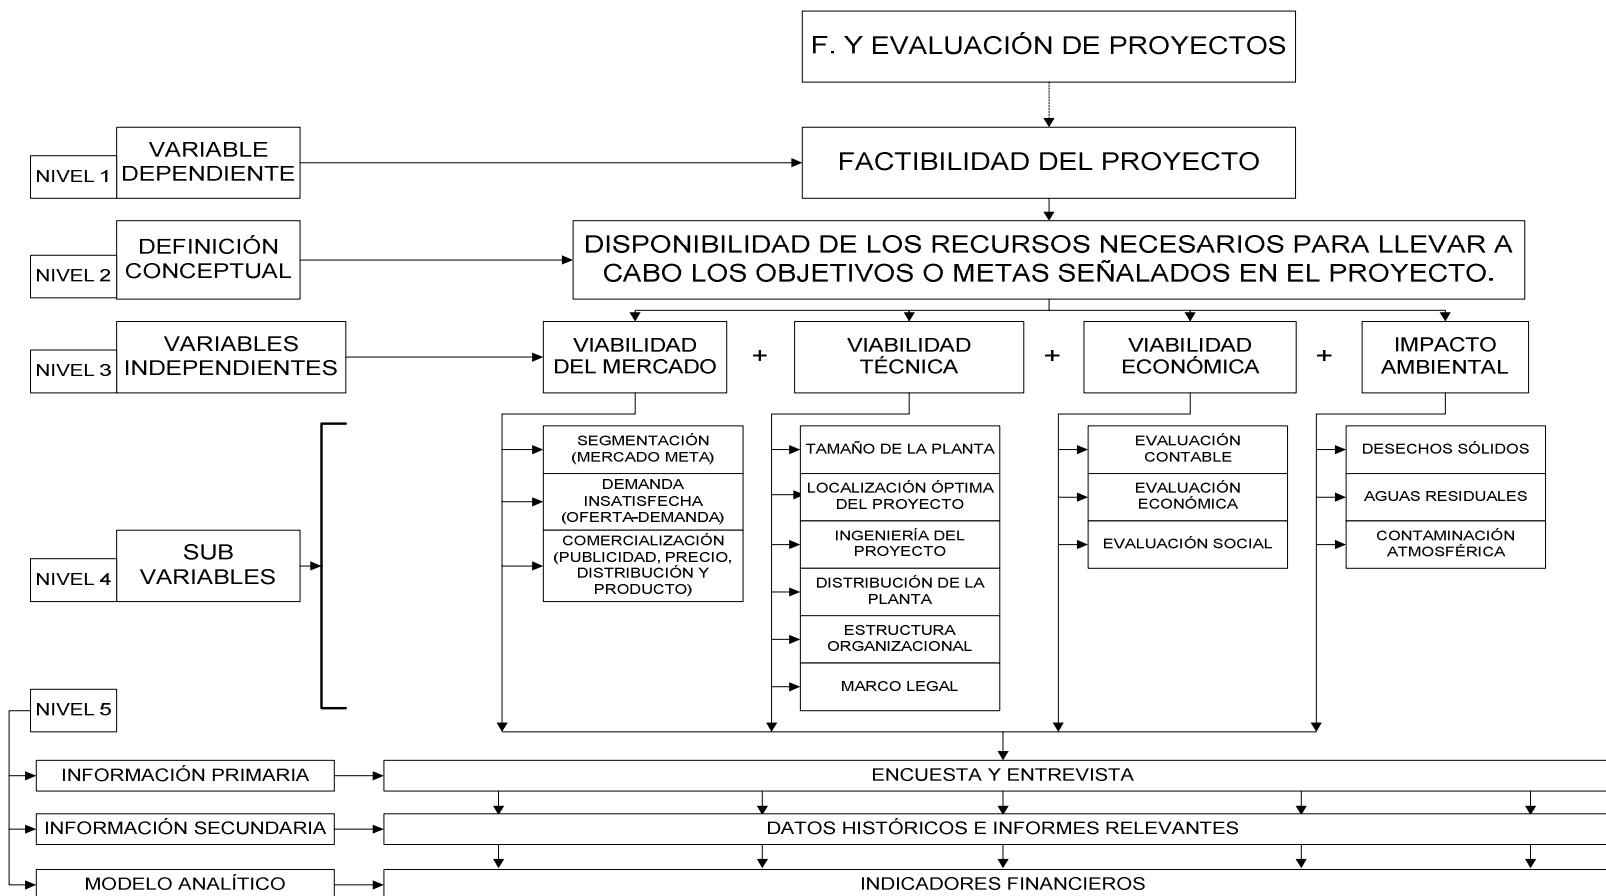 F. Y EVALUACIÓN DE PROYECTOS
NIVEL 1
VARIABLE
DEPENDIENTE
FACTIBILIDAD DEL PROYECTO
NIVEL 2
DEFINICIÓN
CONCEPTUAL
DISPONIBILIDAD DE LOS RECURSOS NECESARIOS PARA LLEVAR A
CABO LOS OBJETIVOS O METAS SEÑALADOS EN EL PROYECTO.
NIVEL 3
VARIABLES
INDEPENDIENTES
VIABILIDAD
DEL MERCADO
+
VIABILIDAD
TÉCNICA
+
VIABILIDAD
ECONÓMICA
+
IMPACTO
AMBIENTAL
NIVEL 4
SUB
VARIABLES
SEGMENTACIÓN
(MERCADO META)
DEMANDA
INSATISFECHA
(OFERTA-DEMANDA)
COMERCIALIZACIÓN
(PUBLICIDAD, PRECIO,
DISTRIBUCIÓN Y
PRODUCTO)
TAMAÑO DE LA PLANTA
LOCALIZACIÓN ÓPTIMA
DEL PROYECTO
INGENIERÍA DEL
PROYECTO
DISTRIBUCIÓN DE LA
PLANTA
ESTRUCTURA
ORGANIZACIONAL
MARCO LEGAL
EVALUACIÓN
CONTABLE
EVALUACIÓN
ECONÓMICA
EVALUACIÓN SOCIAL
DESECHOS SÓLIDOS
AGUAS RESIDUALES
CONTAMINACIÓN
ATMOSFÉRICA
NIVEL 5
INFORMACIÓN PRIMARIA
ENCUESTA Y ENTREVISTA
INFORMACIÓN SECUNDARIA
DATOS HISTÓRICOS E INFORMES RELEVANTES
MODELO ANALÍTICO
INDICADORES FINANCIEROS